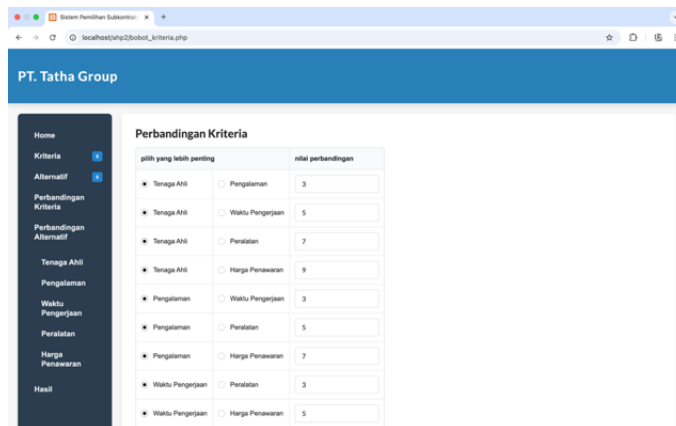 Sistem Pemilihan Subkontrak
localhost/ahp2/bobot_kriteria.php
PT. Tatha Group
Home
Kriteria
Alternatif
Perbandingan
Kriteria
Perbandingan
Alternatif
Tenaga Ahli
Pengalaman
Waktu
Pengerjaan
Peralatan
Harga
Penawaran
Hasil
Perbandingan Kriteria
pilih yang lebih penting nilai perbandingan
Tenaga Ahli Pengalaman 3
Tenaga Ahli Waktu Pengerjaan 5
Tenaga Ahli Peralatan 7
Tenaga Ahli Harga Penawaran 9
Pengalaman Waktu Pengerjaan 3
Pengalaman Peralatan 5
Pengalaman Harga Penawaran 7
Waktu Pengerjaan Peralatan 3
Waktu Pengerjaan Harga Penawaran 5